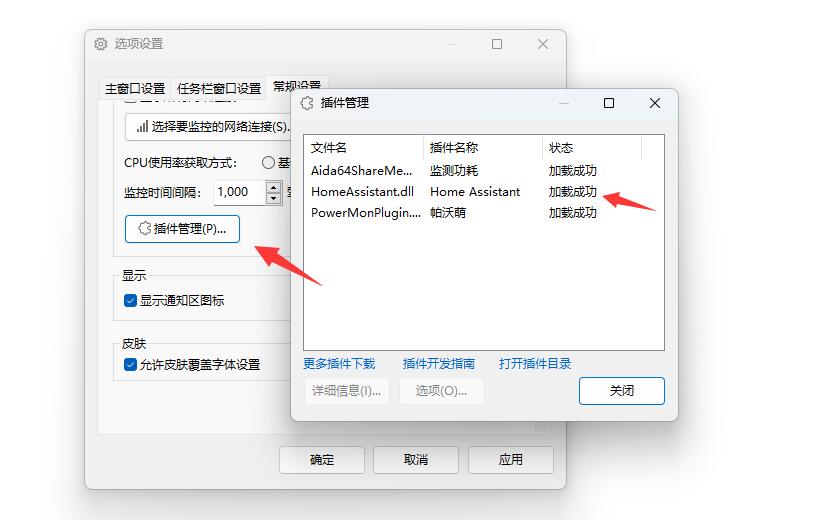 选项设置
主窗口设置
任务栏窗口设置
常规设置
选择要监控的网络连接(S)...
CPU使用率获取方式:
基
监控时间间隔:
1,000
插件管理(P)...
显示
显示通知区图标
皮肤
允许皮肤覆盖字体设置
确定
取消
应用
插件管理
文件名 插件名称 状态
Aida64ShareMe... 监测功耗 加载成功
HomeAssistant.dll Home Assistant 加载成功
PowerMonPlugin.... 帕沃萌 加载成功
更多插件下载 插件开发指南 打开插件目录
详细信息(I)... 选项(O)... 关闭